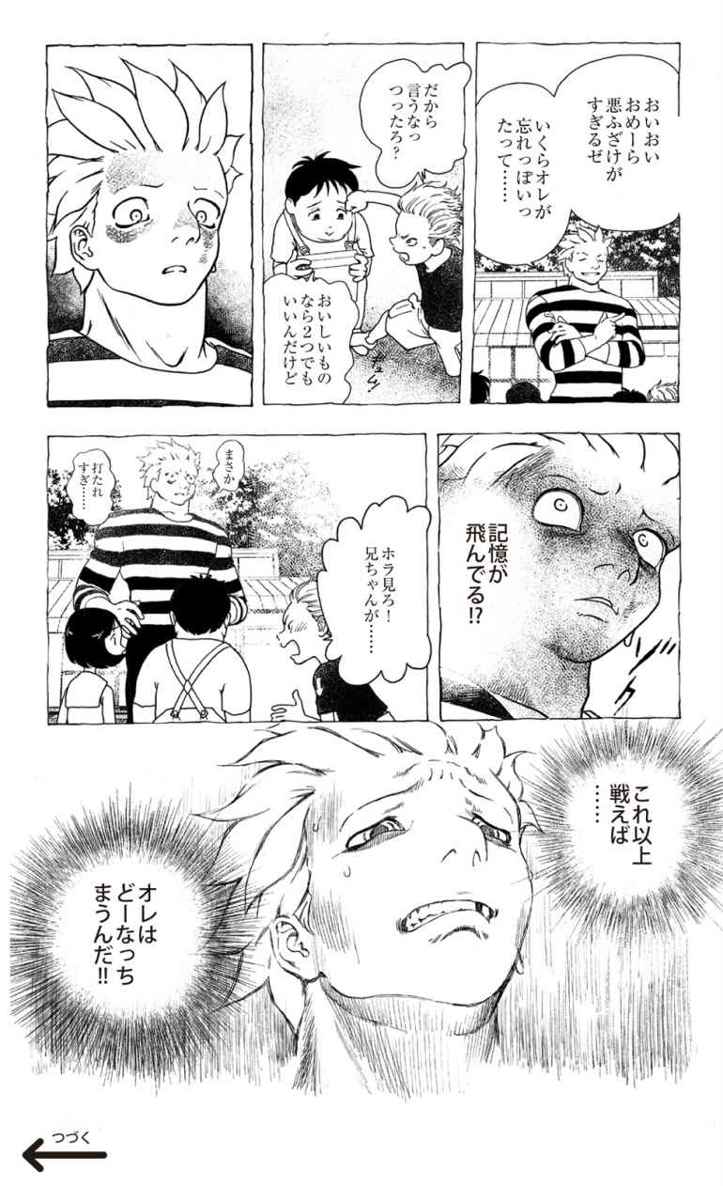 おいおい
おめーら
悪ふざけが
すぎるゼ
いくらオレが
忘れっぽいっ
たって……
だから
言うなっ
つったろ?
おいしいもの
なら2つでも
いいんだけど
記憶が
飛んでる!?
ホラ見ろ!
兄ちゃんが
……
まさか
打たれ
すぎ……
これ以上
戦えば
……
オレは
どーなっち
まうんだ!!
つづく